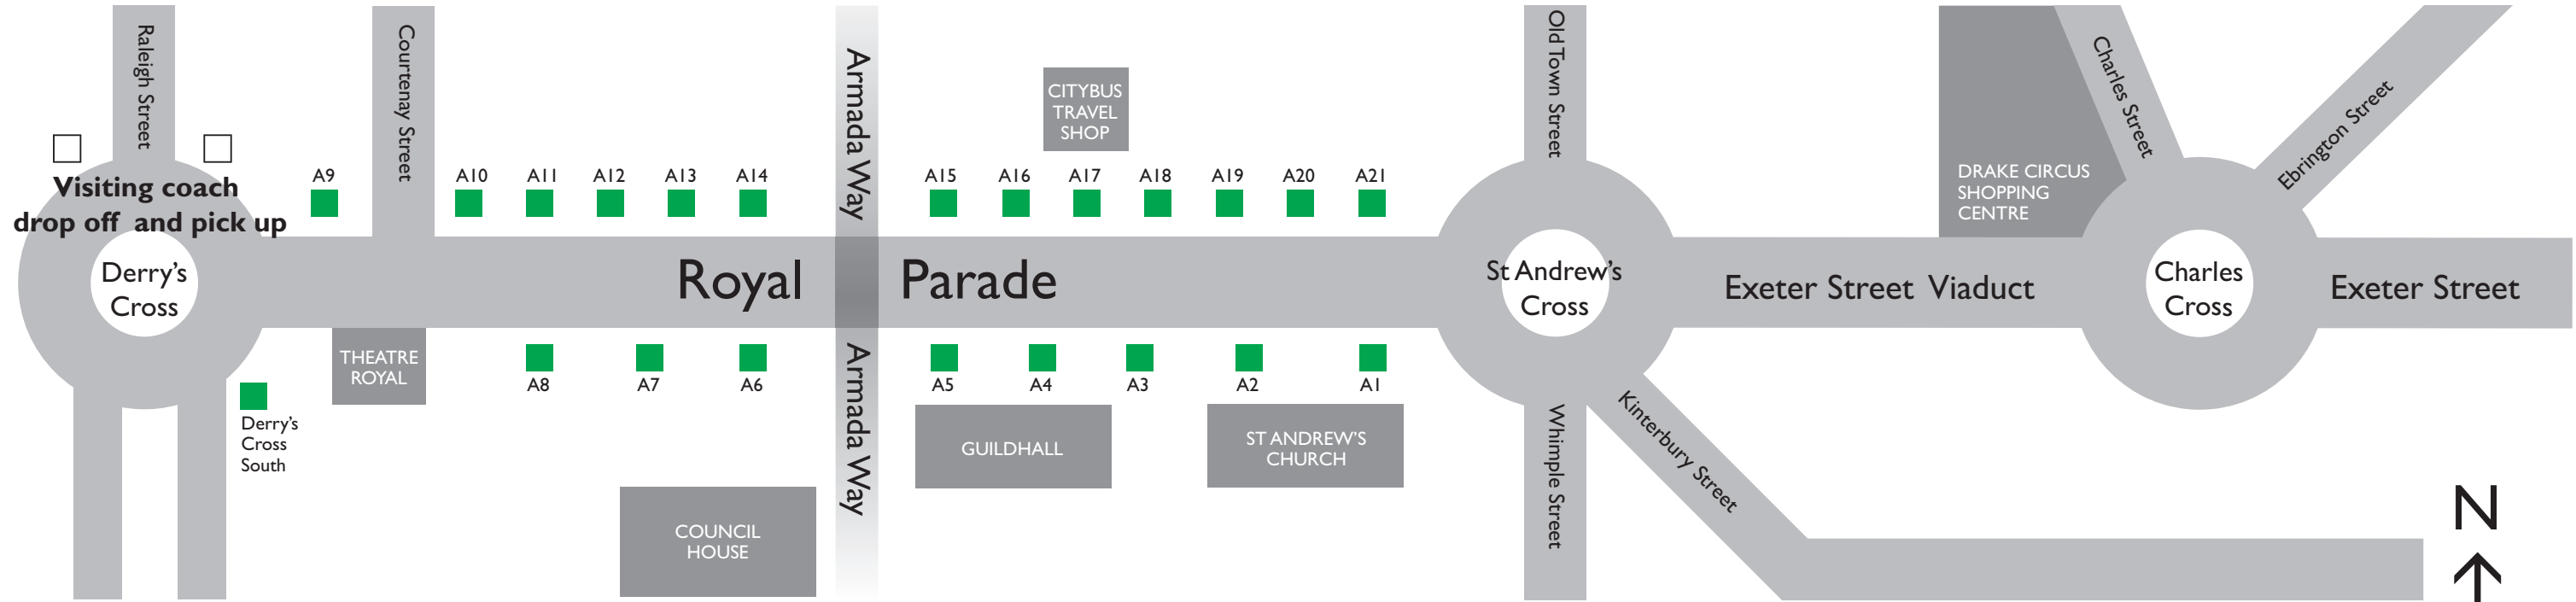 Raleigh Street
Courtenay Street
Armada Way
Old Town Street
Charles Street
Ebrington Street
CITYBUS
TRAVEL
SHOP
Visiting coach
drop off and pick up
A9
A10
A11
A12
A13
A14
A15
A16
A17
A18
A19
A20
A21
DRAKE CIRCUS
SHOPPING
CENTRE
Derry's
Cross
Royal Parade
St Andrew's
Cross
Exeter Street Viaduct
Charles
Cross
Exeter Street
THEATRE
ROYAL
A8
A7
A6
Armada Way
A5
A4
A3
A2
A1
Derry's
Cross
South
GUILDHALL
ST ANDREW'S
CHURCH
Whimple Street
Kinterbury Street
COUNCIL
HOUSE
N